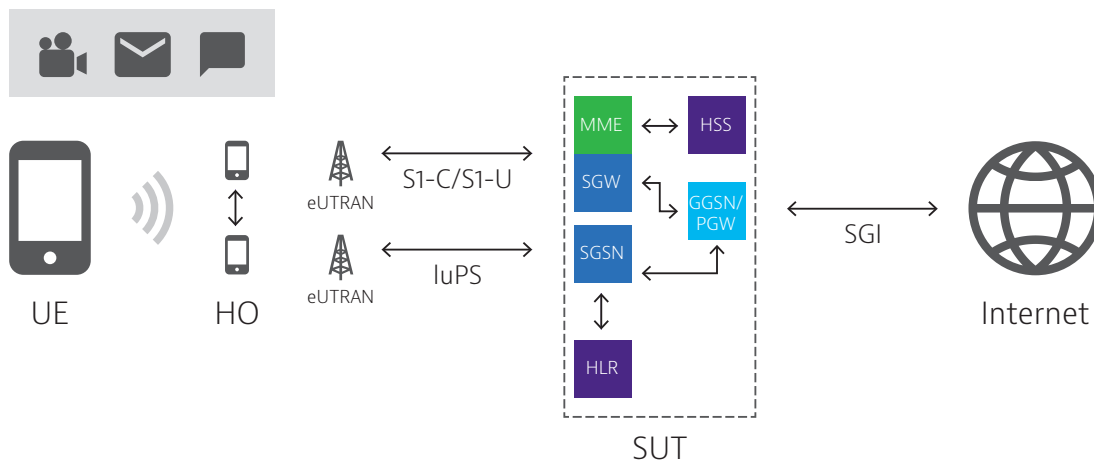 MME
HSS
S1-C/S1-U
SGW
eUTRAN
GGSN/
PGW
SGI
SGSN
IuPS
eUTRAN
UE
HO
Internet
HLR
SUT